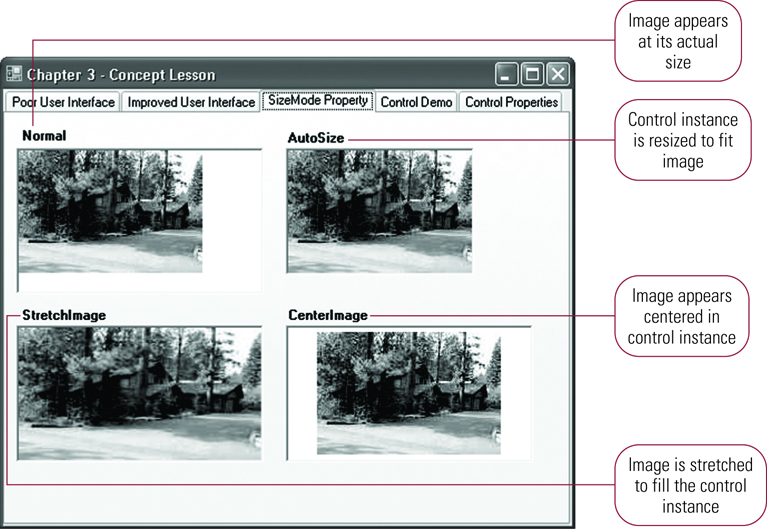 Image appears
at its actual
size
Chapter 3 - Concept Lesson
Poor User Interface
Improved User Interface
SizeMode Property
Control Demo
Control Properties
Normal
AutoSize
Control instance
is resized to fit
image
StretchImage
CenterImage
Image appears
centered in
control instance
Image is stretched
to fill the control
instance